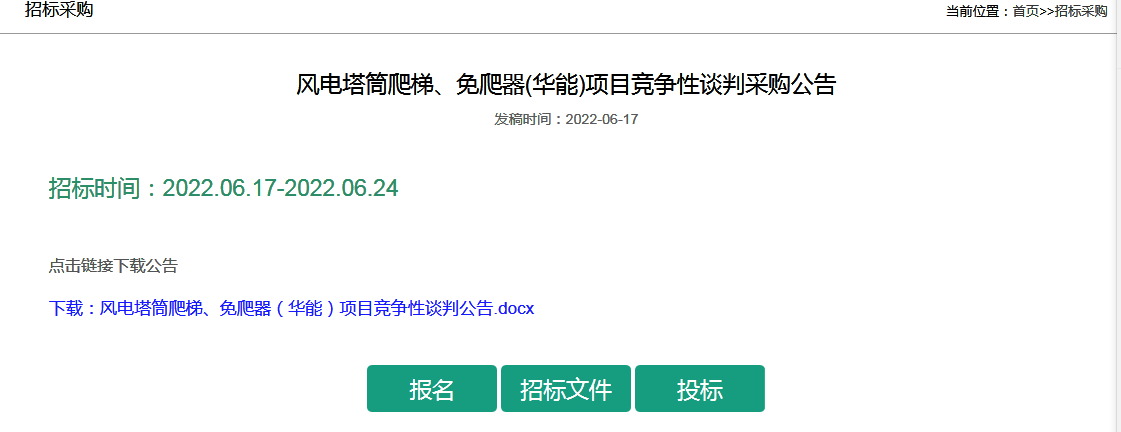 招标采购
当前位置：首页>>招标采购
风电塔筒爬梯、免爬器(华能)项目竞争性谈判采购公告
发稿时间：2022-06-17
招标时间：2022.06.17-2022.06.24
点击链接下载公告
下载：风电塔筒爬梯、免爬器（华能）项目竞争性谈判公告.docx
报名 招标文件 投标